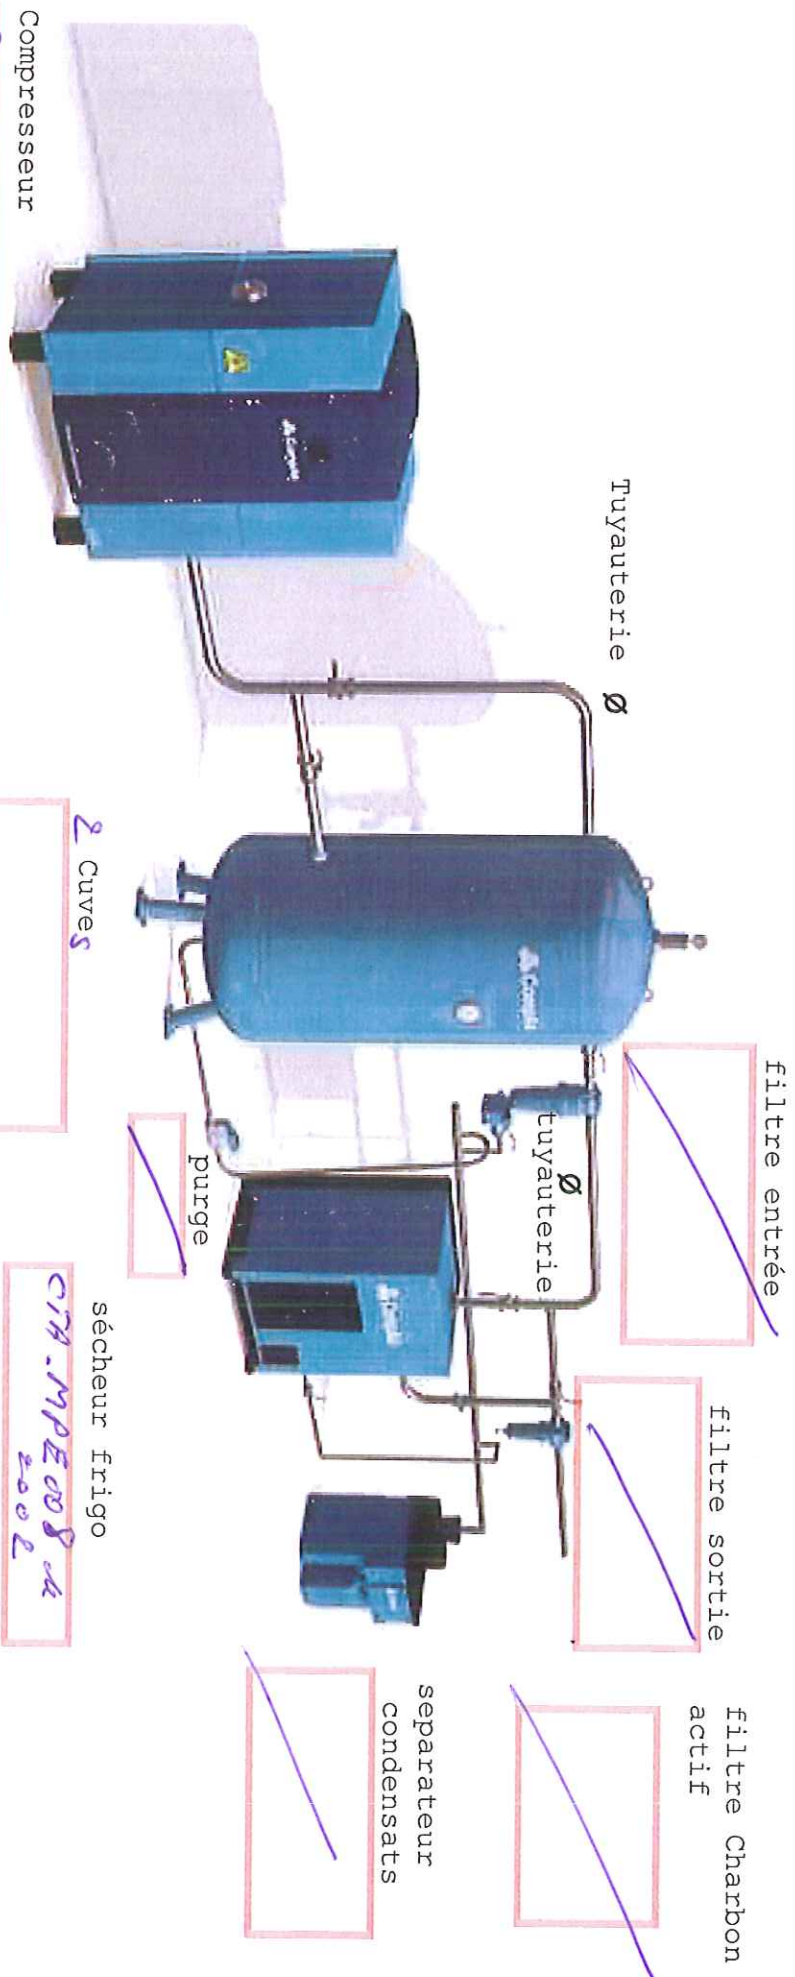 Compresseur
Tuyauterie Ø
2 Cuves
filtre entrée
Ø
tuyauterie
purge
sécheur frigo
filtre sortie
separateur
condensats
filtre Charbon
actif
2002